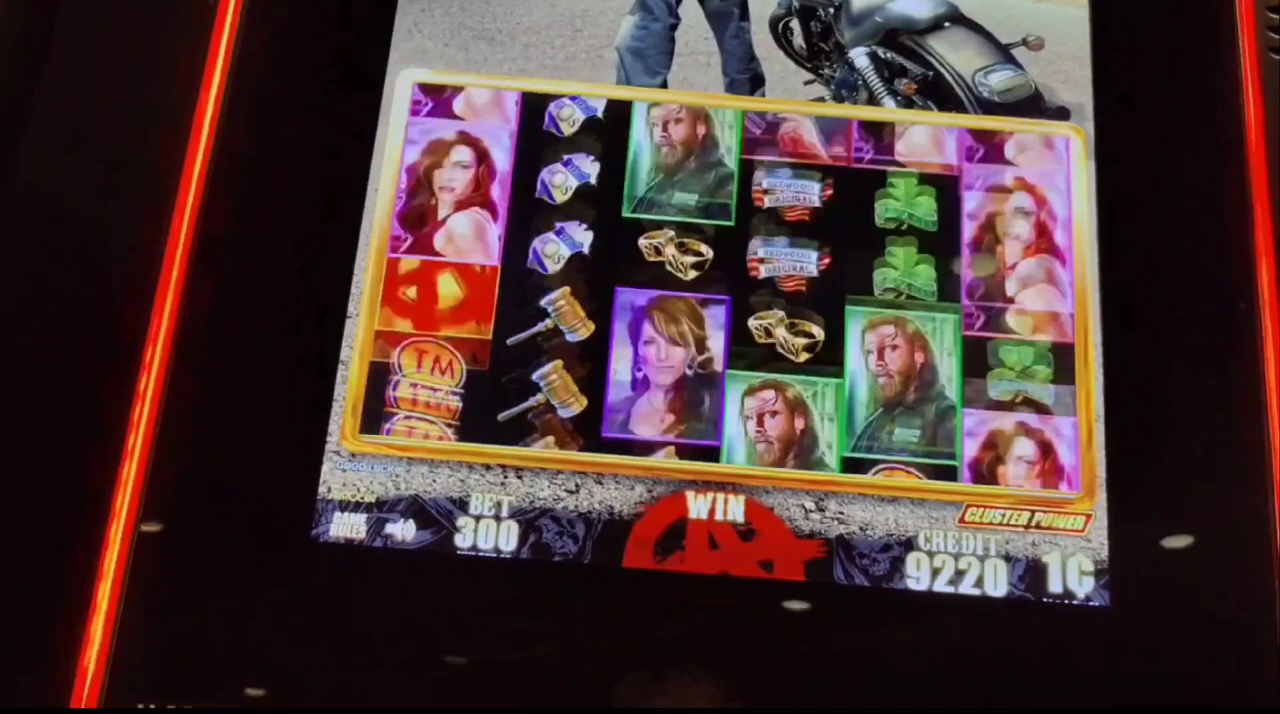 REDWOOD
ORIGINAL
REDWOOD
ORIGINAL
TM
GOOD LUCK
GAME
RULES
BET
300
WIN
CLUSTER POWER
CREDIT
9220
1¢